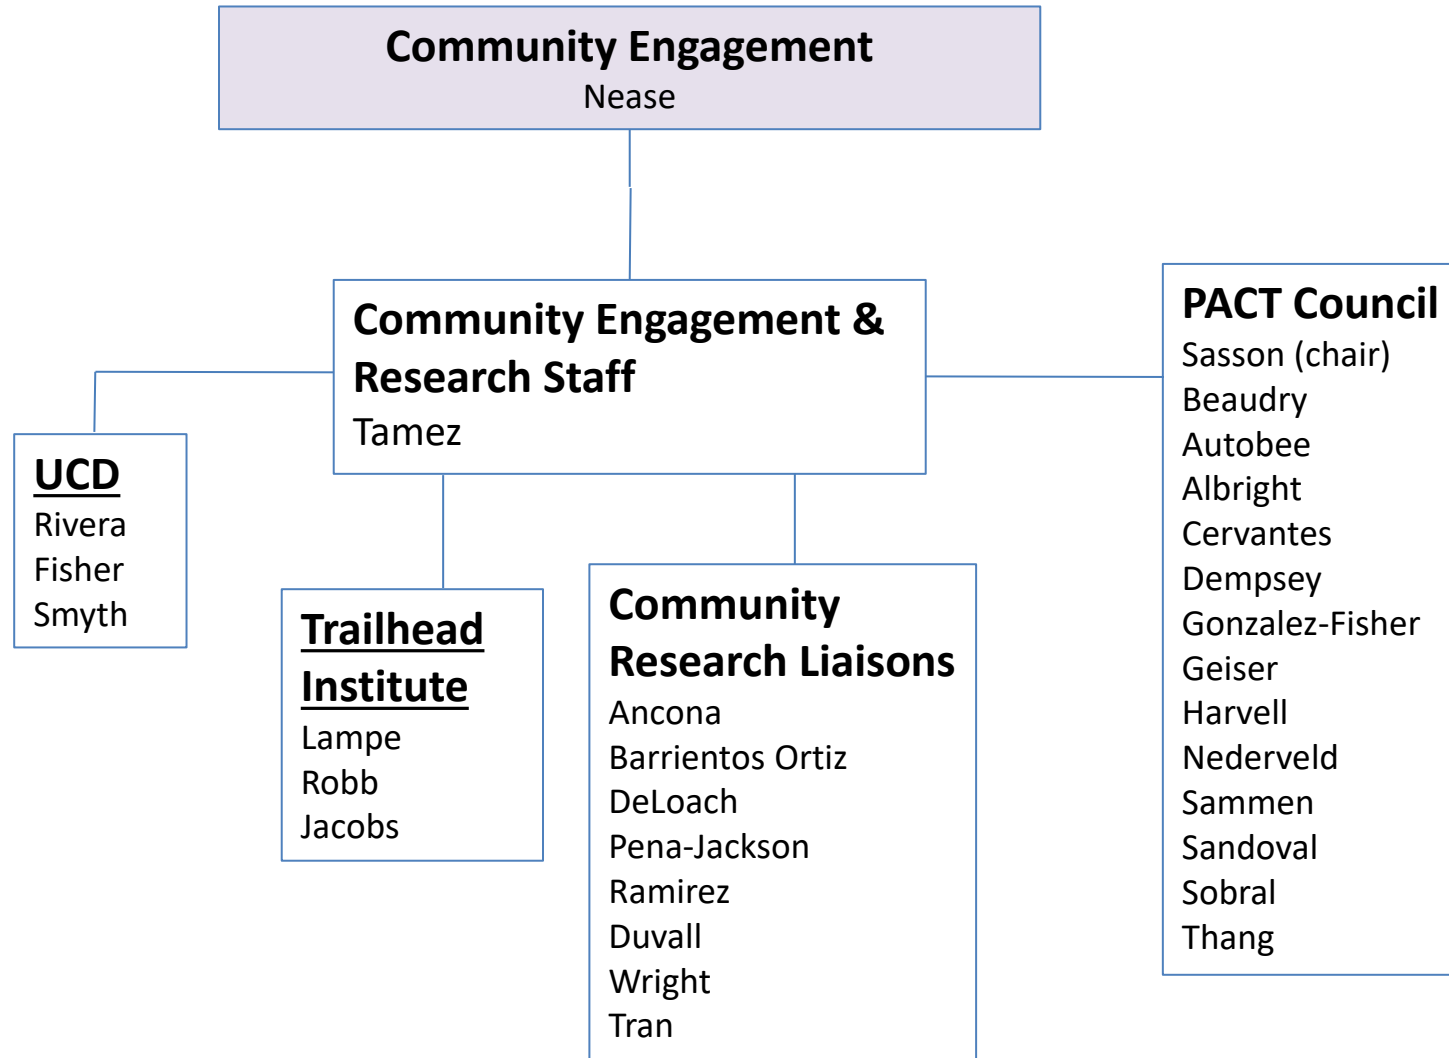 Community Engagement
Nease
Community Engagement &
Research Staff
Tamez
UCD
Rivera
Fisher
Smyth
Trailhead
Institute
Lampe
Robb
Jacobs
Community
Research Liaisons
Ancona
Barrientos Ortiz
DeLoach
Pena-Jackson
Ramirez
Duvall
Wright
Tran
PACT Council
Sasson (chair)
Beaudry
Autobee
Albright
Cervantes
Dempsey
Gonzalez-Fisher
Geiser
Harvell
Nederveld
Sammen
Sandoval
Sobral
Thang